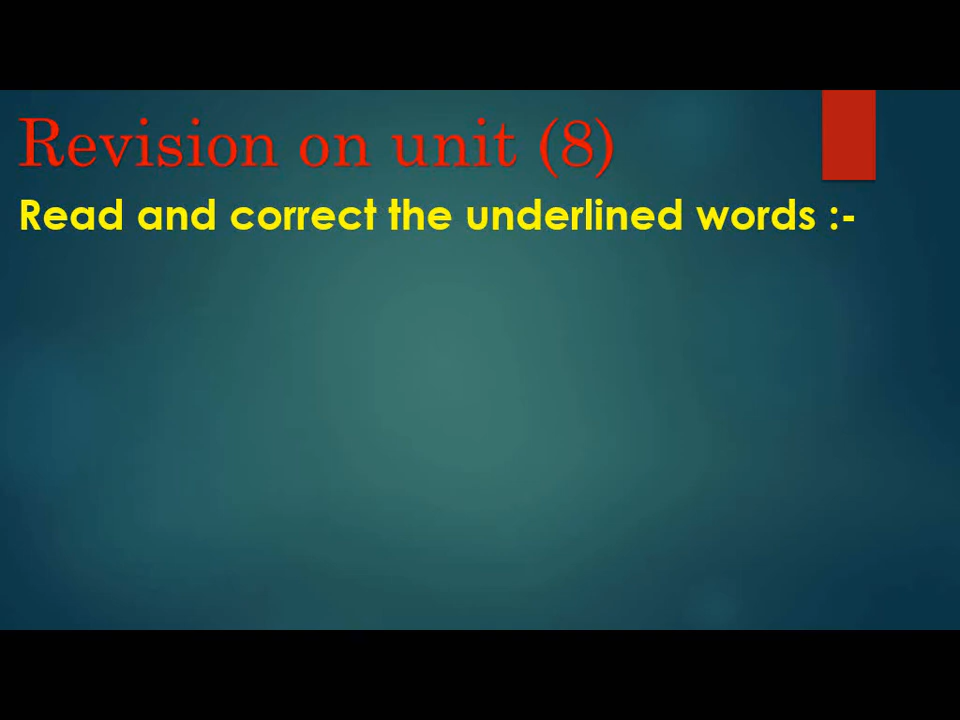 Revision on unit (8)
Read and correct the underlined words :-